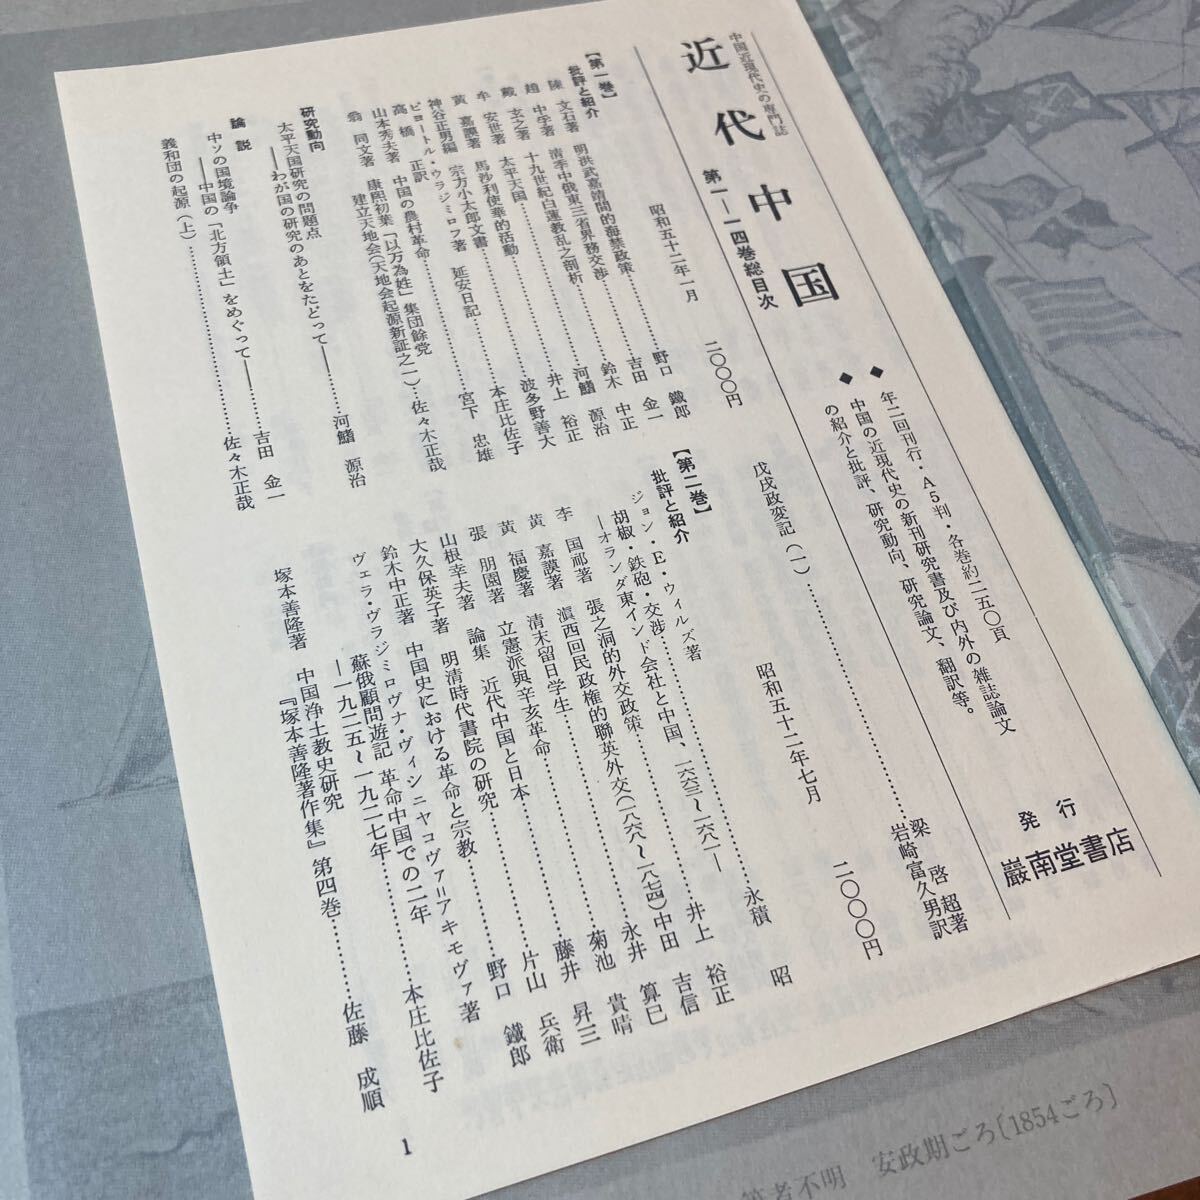 中国近現代史の専門誌
近代中国
第一—一四巻総目次
◆ 年二回刊行・A5判・各巻約二五〇頁
◆ 中国の近現代史の新刊研究書及び内外の雑誌論文
の紹介と批評、研究動向、研究論文、翻訳等。
発行
巖南堂書店
【第一巻】 昭和五十二年一月 二〇〇〇円
批評と紹介
陳 文石著 明洪武嘉靖間的海禁政策……野口 鐵郎
趙 中孚著 清季中俄東三省界務交渉……吉田 金一
戴 玄之著 十九世紀白蓮教乱之剖析……鈴木 中正
牟 安世著 太平天国……河鰭 源治
黄 嘉謨著 馬沙利使華的活動……井上 裕正
神谷正男編 宗方小太郎文書……波多野善大
ピョートル・ウラジミロフ著 延安日記……本庄比佐子
高橋 正訳
山本秀夫著 中国の農村革命……宮下 忠雄
翁 同文著 康煕初葉「以万為姓」集団餘党
建立天地会(天地会起源新証之一)……佐々木正哉
研究動向
太平天国研究の問題点
——わが国の研究のあとをたどって——……河鰭 源治
論説
中ソの国境論争
——中国の「北方領土」をめぐって——……吉田 金一
義和団の起源(上)……佐々木正哉
戊戌政変記(一)……梁 啓超著
岩崎富久男訳
【第二巻】 昭和五十二年七月 二〇〇〇円
批評と紹介
ジョン・E・ウィルズ著
胡椒・鉄砲・交渉
—オランダ東インド会社と中国、一六六二〜一六八一—……永積 昭
李 国祁著 張之洞的外交政策……井上 裕正
黄 嘉謨著 滇西回民政権的聯英外交(一八六八〜一八七四)中田 吉信
黄 福慶著 清末留日学生……永井 算巳
張 朋園著 立憲派與辛亥革命……菊池 貴晴
山根幸夫著 論集 近代中国と日本……藤井 昇三
大久保英子著 明清時代書院の研究……片山 兵衛
鈴木中正著 中国史における革命と宗教……野口 鐵郎
ヴェラ・ヴラジミロヴナ・ヴィシニャコヴァ=アキモヴァ著
蘇俄顧問遊記 革命中国での二年
—一九二五〜一九二七年……本庄比佐子
塚本善隆著 中国浄土教史研究
『塚本善隆著作集』第四巻……佐藤 成順
1
筆者不明 安政期ごろ〔1854ごろ〕